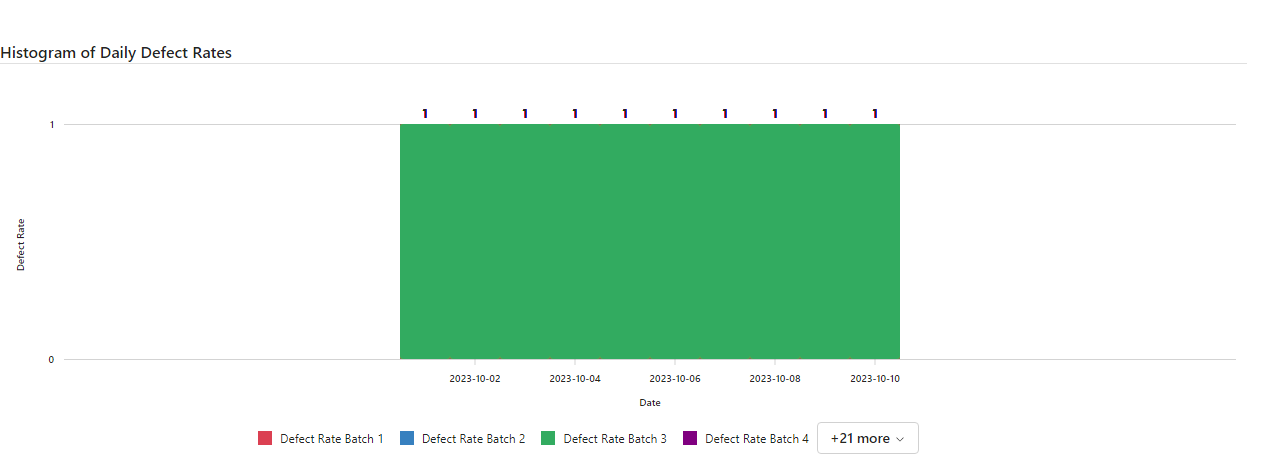 Histogram of Daily Defect Rates
1 1 1 1 1 1 1 1 1 1
1
Defect Rate
0
2023-10-02 2023-10-04 2023-10-06 2023-10-08 2023-10-10
Date
Defect Rate Batch 1 Defect Rate Batch 2 Defect Rate Batch 3 Defect Rate Batch 4 +21 more